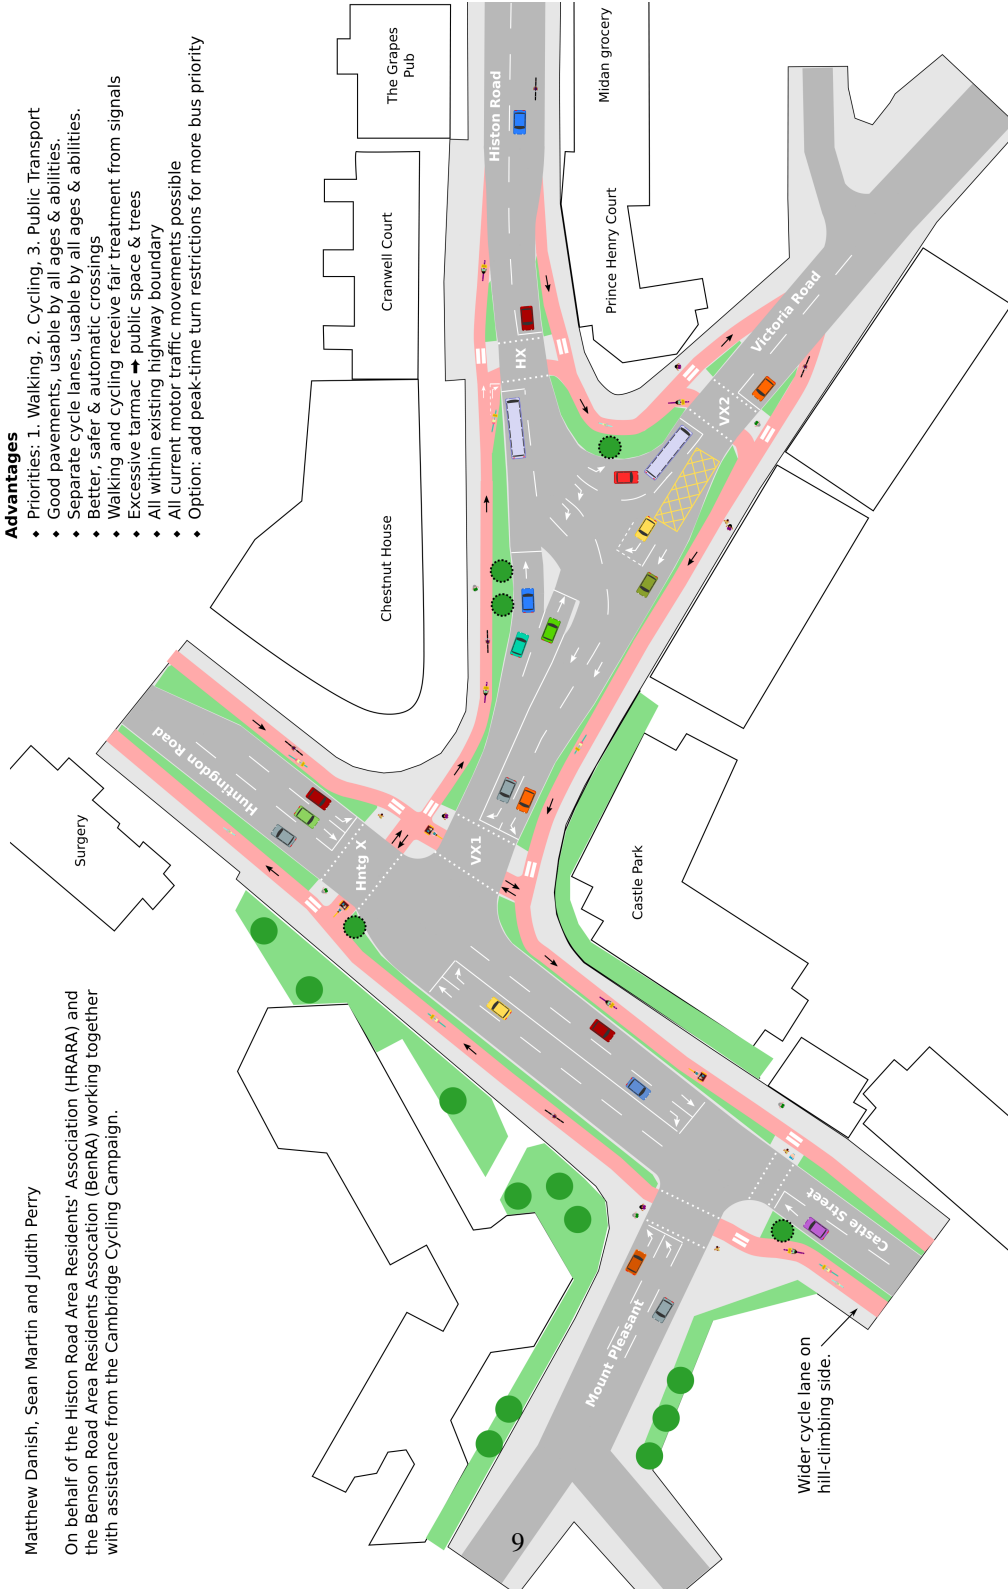 Matthew Danish, Sean Martin and Judith Perry
On behalf of the Histon Road Area Residents' Association (HRARA) and
the Benson Road Area Residents Assocation (BenRA) working together
with assistance from the Cambridge Cycling Campaign.
Advantages
◆ Priorities: 1. Walking, 2. Cycling, 3. Public Transport
◆ Good pavements, usable by all ages & abilities.
◆ Separate cycle lanes, usable by all ages & abilities.
◆ Better, safer & automatic crossings
◆ Walking and cycling receive fair treatment from signals
◆ Excessive tarmac ➡ public space & trees
◆ All within existing highway boundary
◆ All current motor traffic movements possible
◆ Option: add peak-time turn restrictions for more bus priority
Surgery
Huntingdon Road
Hntg X
Chestnut House
Cranwell Court
The Grapes
Pub
VX1
Histon Road
HX
Midan grocery
Prince Henry Court
Victoria Road
VX2
Castle Park
Castle Street
Mount Pleasant
Wider cycle lane on
hill-climbing side.
9